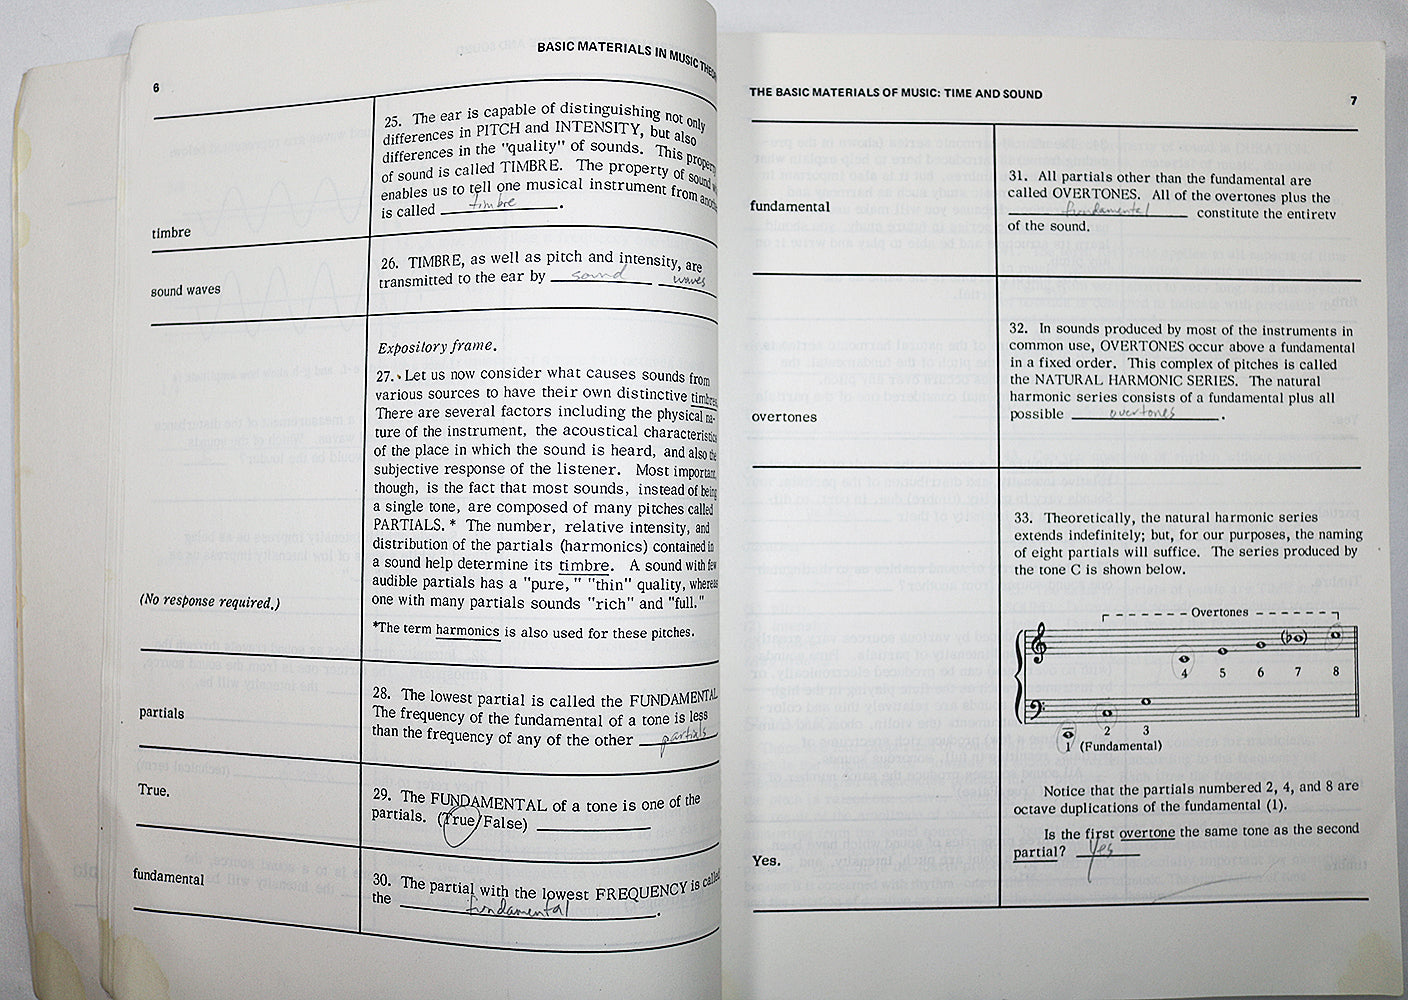 6
BASIC MATERIALS IN MUSIC THEORY
timbre
25. The ear is capable of distinguishing not only
differences in PITCH and INTENSITY, but also
differences in the "quality" of sounds. This property
of sound is called TIMBRE. The property of sound
enables us to tell one musical instrument from
is called timbre.
sound waves
26. TIMBRE, as well as pitch and intensity, are
transmitted to the ear by sound waves
Expository frame.
(No response required.)
27. Let us now consider what causes sounds from
various sources to have their own distinctive timbres.
There are several factors including the physical na-
ture of the instrument, the acoustical characteristics
of the place in which the sound is heard, and also the
subjective response of the listener. Most important,
though, is the fact that most sounds, instead of being
a single tone, are composed of many pitches called
PARTIALS.* The number, relative intensity, and
distribution of the partials (harmonics) contained in
a sound help determine its timbre. A sound with few
audible partials has a "pure," "thin" quality, whereas
one with many partials sounds "rich" and "full."
*The term harmonics is also used for these pitches.
partials
28. The lowest partial is called the FUNDAMENTAL.
The frequency of the fundamental of a tone is less
than the frequency of any of the other partials
True.
29. The FUNDAMENTAL of a tone is one of the
partials. (True/False)
fundamental
30. The partial with the lowest FREQUENCY is called
the fundamental.
THE BASIC MATERIALS OF MUSIC: TIME AND SOUND
7
fundamental
31. All partials other than the fundamental are
called OVERTONES. All of the overtones plus the
fundamental constitute the entirety
of the sound.
overtones
32. In sounds produced by most of the instruments in
common use, OVERTONES occur above a fundamental
in a fixed order. This complex of pitches is called
the NATURAL HARMONIC SERIES. The natural
harmonic series consists of a fundamental plus all
possible overtones.
33. Theoretically, the natural harmonic series
extends indefinitely; but, for our purposes, the naming
of eight partials will suffice. The series produced by
the tone C is shown below.
Overtones
4 5 6 7 8
2 3
1 (Fundamental)
Notice that the partials numbered 2, 4, and 8 are
octave duplications of the fundamental (1).
Is the first overtone the same tone as the second
partial? Yes
Yes.